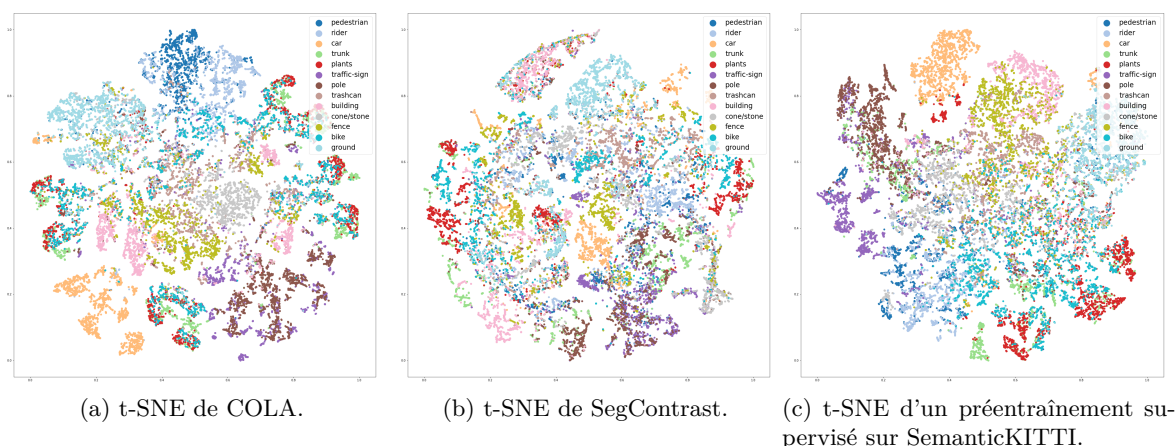 pedestrian
rider
car
trunk
plants
traffic-sign
pole
trashcan
building
cone/stone
fence
bike
ground
pedestrian
rider
car
trunk
plants
traffic-sign
pole
trashcan
building
cone/stone
fence
bike
ground
pedestrian
rider
car
trunk
plants
traffic-sign
pole
trashcan
building
cone/stone
fence
bike
ground
(a) t-SNE de COLA.
(b) t-SNE de SegContrast.
(c) t-SNE d'un préentraînement su-
pervisé sur SemanticKITTI.